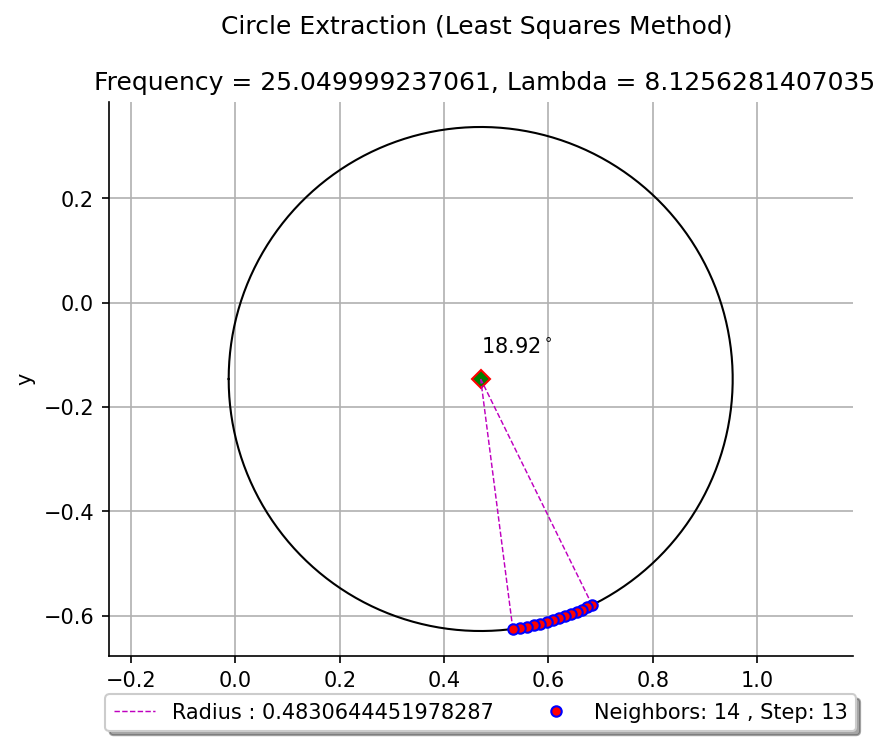 Circle Extraction (Least Squares Method)
Frequency = 25.049999237061, Lambda = 8.1256281407035
0.2
0.0
−0.2
−0.4
−0.6
y
18.92°
−0.2
0.0
0.2
0.4
0.6
0.8
1.0
Radius : 0.4830644451978287
Neighbors: 14 , Step: 13